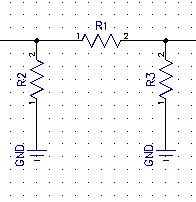 R1
1 2
2 2
R2 R3
1 1
GND GND